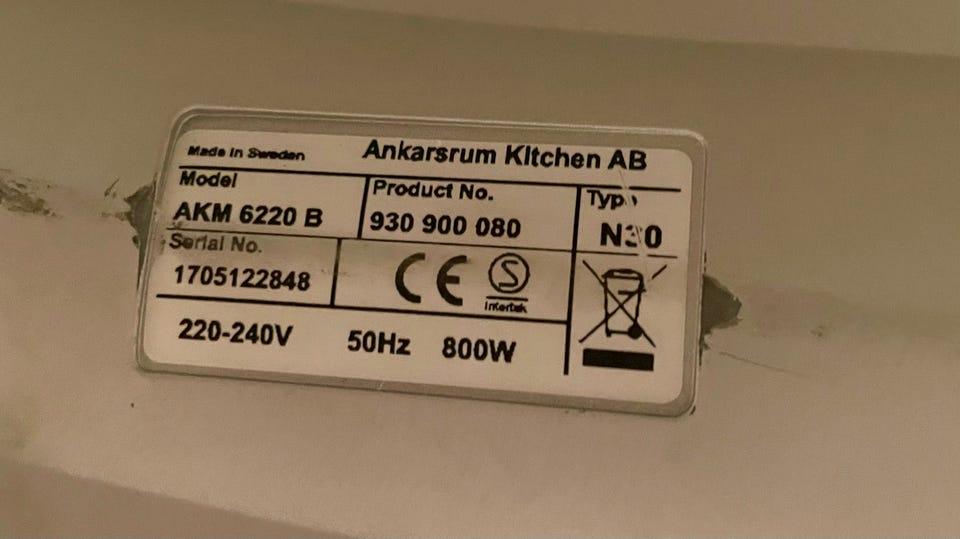 Made in Sweden Ankarsrum Kitchen AB
Model Product No. Type
AKM 6220 B 930 900 080 N30
Serial No.
1705122848 CE S
Intertek
220-240V 50Hz 800W